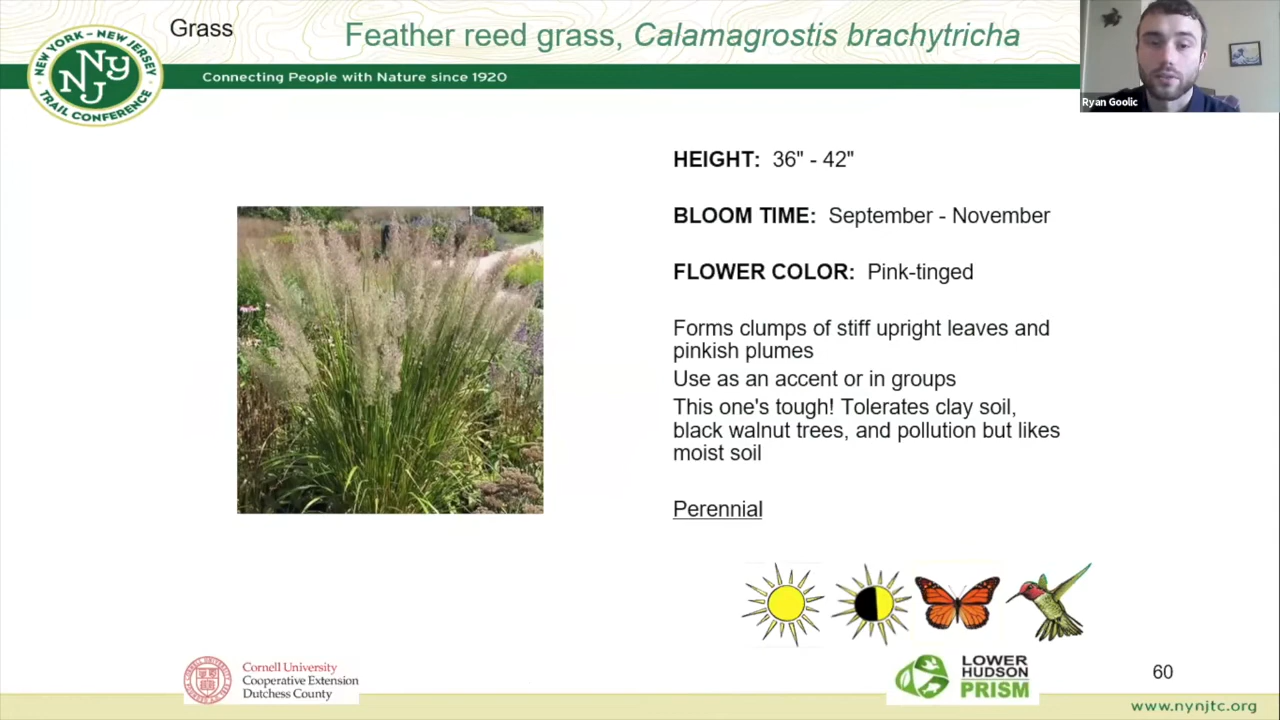 Grass
Feather reed grass, Calamagrostis brachytricha
NEW YORK - NEW JERSEY
NNYJ
TRAIL CONFERENCE
Connecting People with Nature since 1920
Ryan Goolic
HEIGHT: 36" - 42"
BLOOM TIME: September - November
FLOWER COLOR: Pink-tinged
Forms clumps of stiff upright leaves and
pinkish plumes
Use as an accent or in groups
This one's tough! Tolerates clay soil,
black walnut trees, and pollution but likes
moist soil
Perennial
Cornell University
Cooperative Extension
Dutchess County
LOWER
HUDSON
PRISM
60
www.nynjtc.org